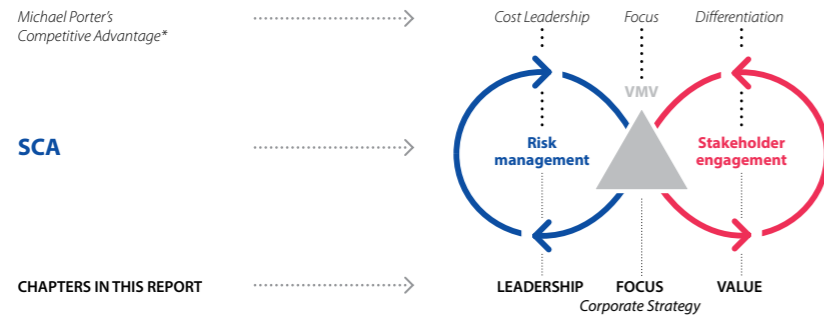 Michael Porter's
Competitive Advantage*
Cost Leadership
Focus
Differentiation
VMV
SCA
Risk
management
Stakeholder
engagement
CHAPTERS IN THIS REPORT
LEADERSHIP
FOCUS
Corporate Strategy
VALUE